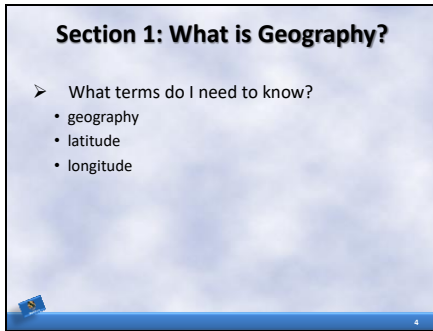 Section 1: What is Geography?
➢ What terms do I need to know?
• geography
• latitude
• longitude
4